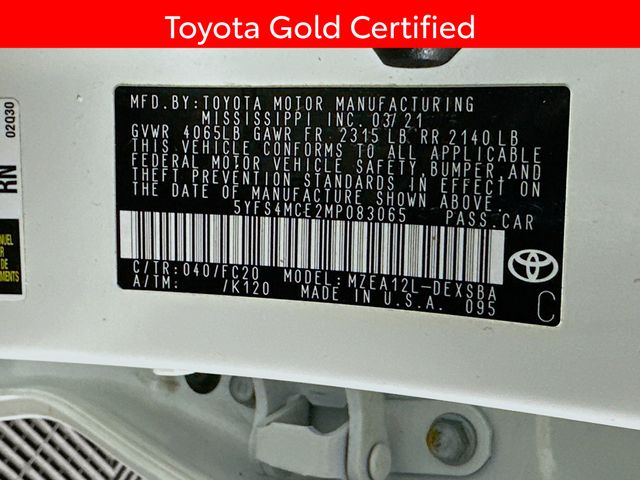 Toyota Gold Certified
MFD. BY: TOYOTA MOTOR MANUFACTURING
MISSISSIPPI INC. 03/21
GVWR 4065LB GAWR FR. 2315 LB RR 2140 LB
THIS VEHICLE CONFORMS TO ALL APPLICABLE
FEDERAL MOTOR VEHICLE SAFETY, BUMPER, AND
THEFT PREVENTION STANDARDS IN EFFECT ON
THE DATE OF MANUFACTURE SHOWN ABOVE.
5YFS4MCE2MP083065 PASS. CAR
C/TR: 040/FC20 MODEL: MZEA12L-DEXSBA
A/TM: /K120 MADE IN U.S.A. 095
C
02Q30
RN